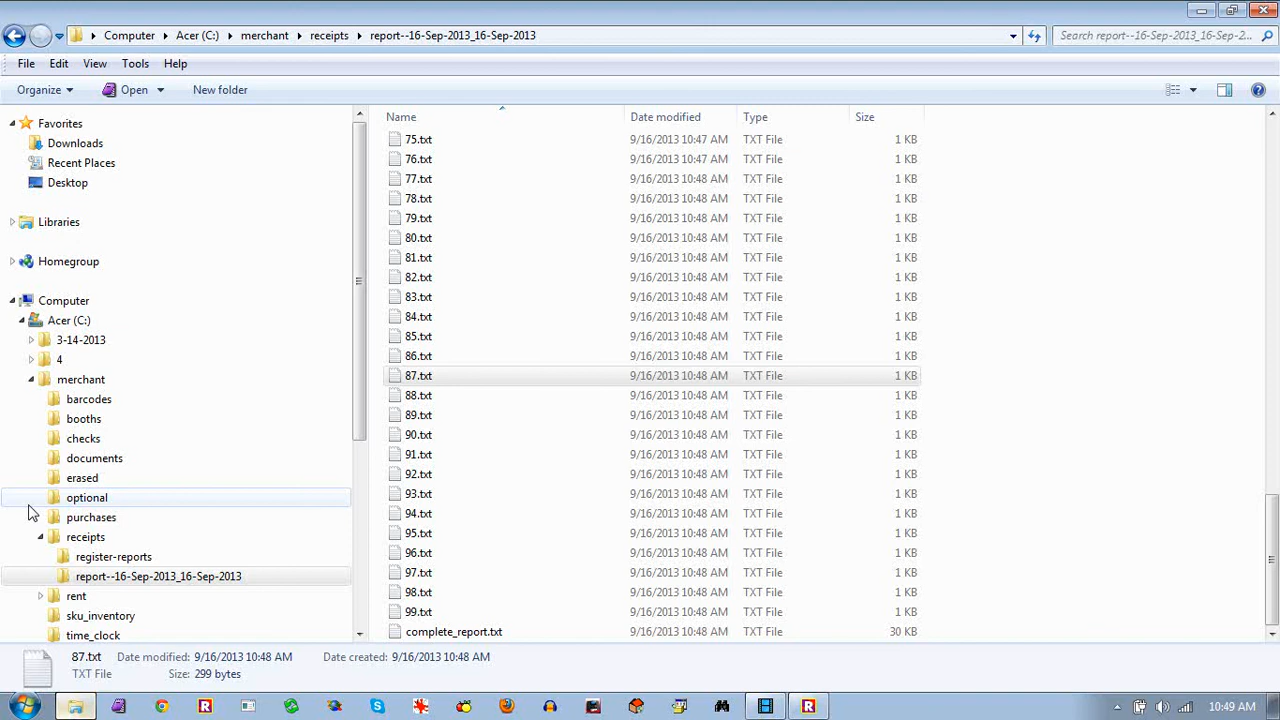 Computer Acer (C:) merchant receipts report--16-Sep-2013_16-Sep-2013 Search report--16-Sep-2013_16-Sep-2...
File Edit View Tools Help
Organize Open New folder
Favorites
Downloads
Recent Places
Desktop
Libraries
Homegroup
Computer
Acer (C:)
3-14-2013
4
merchant
barcodes
booths
checks
documents
erased
optional
purchases
receipts
register-reports
report--16-Sep-2013_16-Sep-2013
rent
sku_inventory
time_clock
Name Date modified Type Size
75.txt 9/16/2013 10:47 AM TXT File 1 KB
76.txt 9/16/2013 10:47 AM TXT File 1 KB
77.txt 9/16/2013 10:48 AM TXT File 1 KB
78.txt 9/16/2013 10:48 AM TXT File 1 KB
79.txt 9/16/2013 10:48 AM TXT File 1 KB
80.txt 9/16/2013 10:48 AM TXT File 1 KB
81.txt 9/16/2013 10:48 AM TXT File 1 KB
82.txt 9/16/2013 10:48 AM TXT File 1 KB
83.txt 9/16/2013 10:48 AM TXT File 1 KB
84.txt 9/16/2013 10:48 AM TXT File 1 KB
85.txt 9/16/2013 10:48 AM TXT File 1 KB
86.txt 9/16/2013 10:48 AM TXT File 1 KB
87.txt 9/16/2013 10:48 AM TXT File 1 KB
88.txt 9/16/2013 10:48 AM TXT File 1 KB
89.txt 9/16/2013 10:48 AM TXT File 1 KB
90.txt 9/16/2013 10:48 AM TXT File 1 KB
91.txt 9/16/2013 10:48 AM TXT File 1 KB
92.txt 9/16/2013 10:48 AM TXT File 1 KB
93.txt 9/16/2013 10:48 AM TXT File 1 KB
94.txt 9/16/2013 10:48 AM TXT File 1 KB
95.txt 9/16/2013 10:48 AM TXT File 1 KB
96.txt 9/16/2013 10:48 AM TXT File 1 KB
97.txt 9/16/2013 10:48 AM TXT File 1 KB
98.txt 9/16/2013 10:48 AM TXT File 1 KB
99.txt 9/16/2013 10:48 AM TXT File 1 KB
complete_report.txt 9/16/2013 10:48 AM TXT File 30 KB
87.txt Date modified: 9/16/2013 10:48 AM Date created: 9/16/2013 10:48 AM
TXT File Size: 299 bytes
10:49 AM